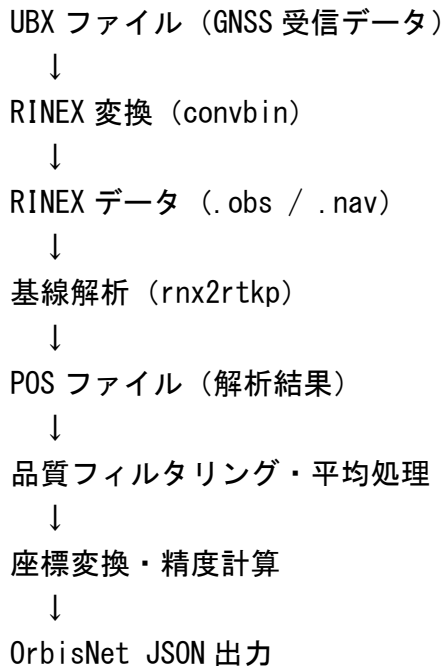 UBX ファイル（GNSS 受信データ）
↓
RINEX 変換（convbin）
↓
RINEX データ（.obs / .nav）
↓
基線解析（rnx2rtkp）
↓
POS ファイル（解析結果）
↓
品質フィルタリング・平均処理
↓
座標変換・精度計算
↓
OrbisNet JSON 出力